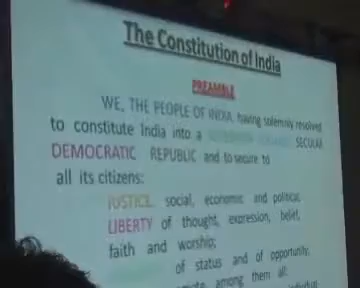 The Constitution of India
PREAMBLE
WE, THE PEOPLE OF INDIA, having solemnly resolved
to constitute India into a SECULAR
DEMOCRATIC REPUBLIC and to secure to
all its citizens:
JUSTICE, social, economic and political;
LIBERTY of thought, expression, belief,
faith and worship;
of status and of opportunity;
among them all;